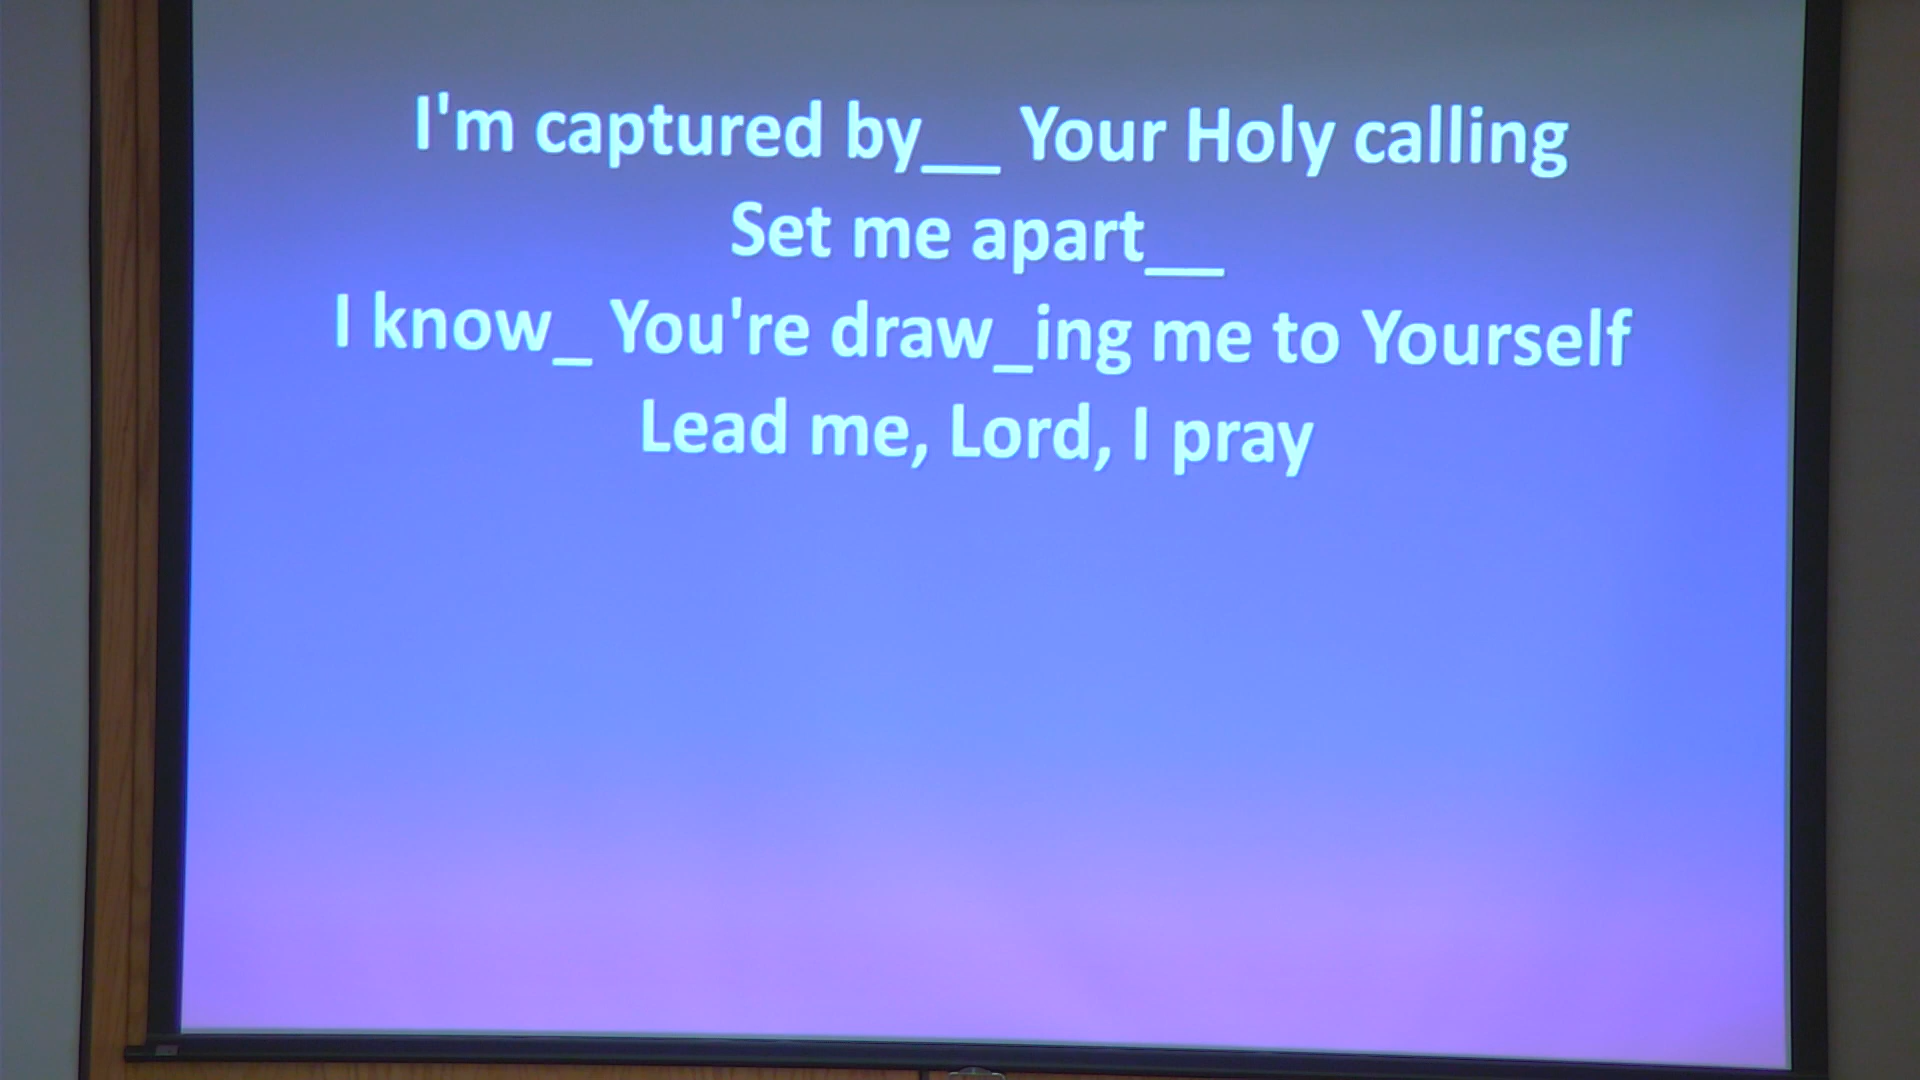 I'm captured by__ Your Holy calling
Set me apart__
I know_ You're draw_ing me to Yourself
Lead me, Lord, I pray